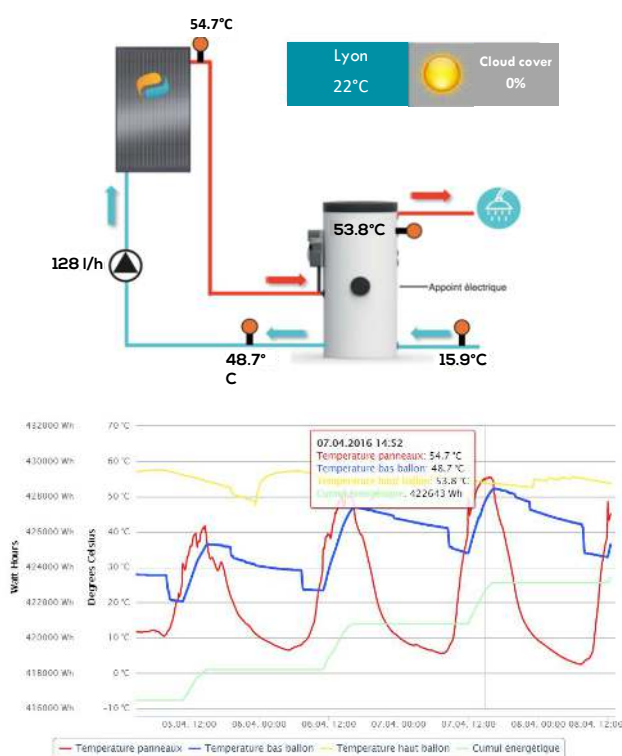 54.7°C
Lyon
22°C
Cloud cover
0%
53.8°C
128 l/h
Appoint électrique
48.7°
C
15.9°C
432000 Wh
70 °C
430000 Wh
60 °C
428000 Wh
50 °C
426000 Wh
40 °C
424000 Wh
30 °C
422000 Wh
20 °C
420000 Wh
10 °C
418000 Wh
0 °C
416000 Wh
-10 °C
Watt Hours
Degrees Celsius
07.04.2016 14:52
Temperature panneaux: 54.7 °C
Temperature bas ballon: 48.7 °C
Temperature haut ballon: 53.8 °C
Cumul énergétique: 422643 Wh
05.04. 12:00
06.04. 00:00
06.04. 12:00
07.04. 00:00
07.04. 12:00
08.04. 00:00
08.04. 12:00
Temperature panneaux
Temperature bas ballon
Temperature haut ballon
Cumul énergétique